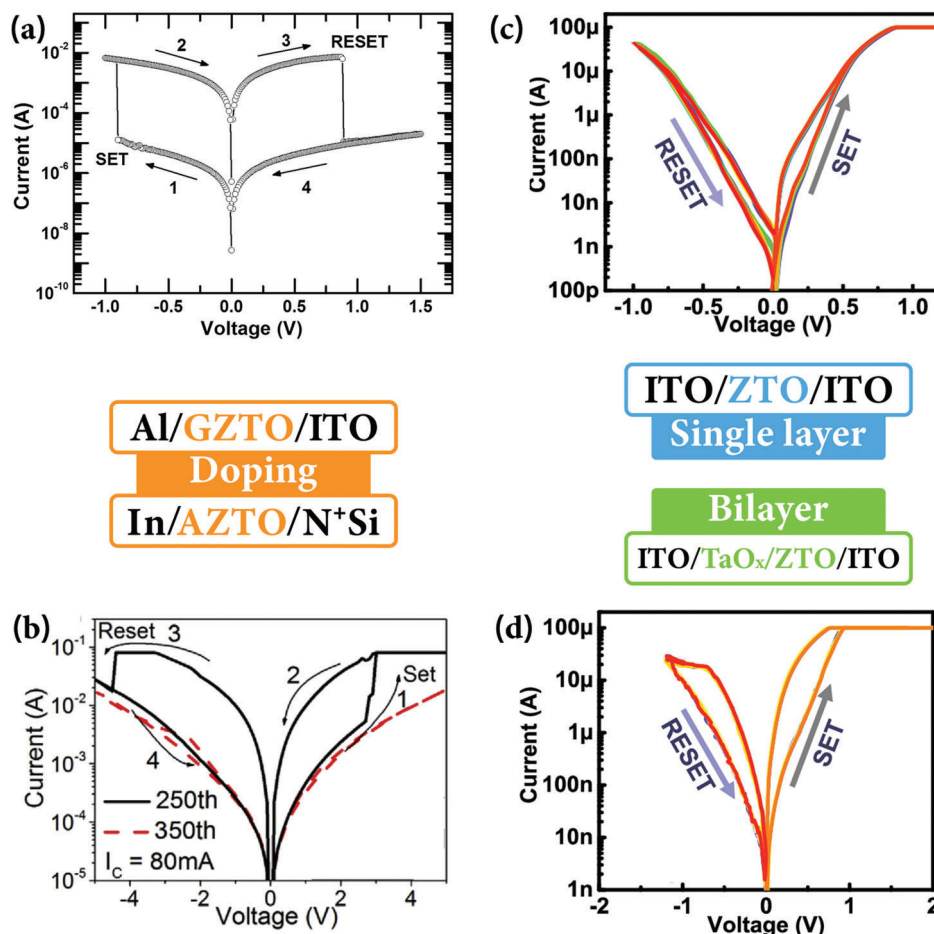 (a)
10⁻²
10⁻⁴
10⁻⁶
10⁻⁸
10⁻¹⁰
Current (A)
2
3
RESET
SET
1
4
-1.0 -0.5 0.0 0.5 1.0 1.5
Voltage (V)
(c)
100µ
10µ
1µ
100n
10n
1n
100p
Current (A)
RESET
SET
-1.0 -0.5 0.0 0.5 1.0
Voltage (V)
Al/GZTO/ITO
Doping
In/AZTO/N⁺Si
ITO/ZTO/ITO
Single layer
Bilayer
ITO/TaOₓ/ZTO/ITO
(b)
10⁻¹
10⁻²
10⁻³
10⁻⁴
10⁻⁵
Current (A)
Reset 3
2
Set
1
4
250th
350th
I_C = 80mA
-4 -2 0 2 4
Voltage (V)
(d)
100µ
10µ
1µ
100n
10n
1n
Current (A)
RESET
SET
-2 -1 0 1 2
Voltage (V)